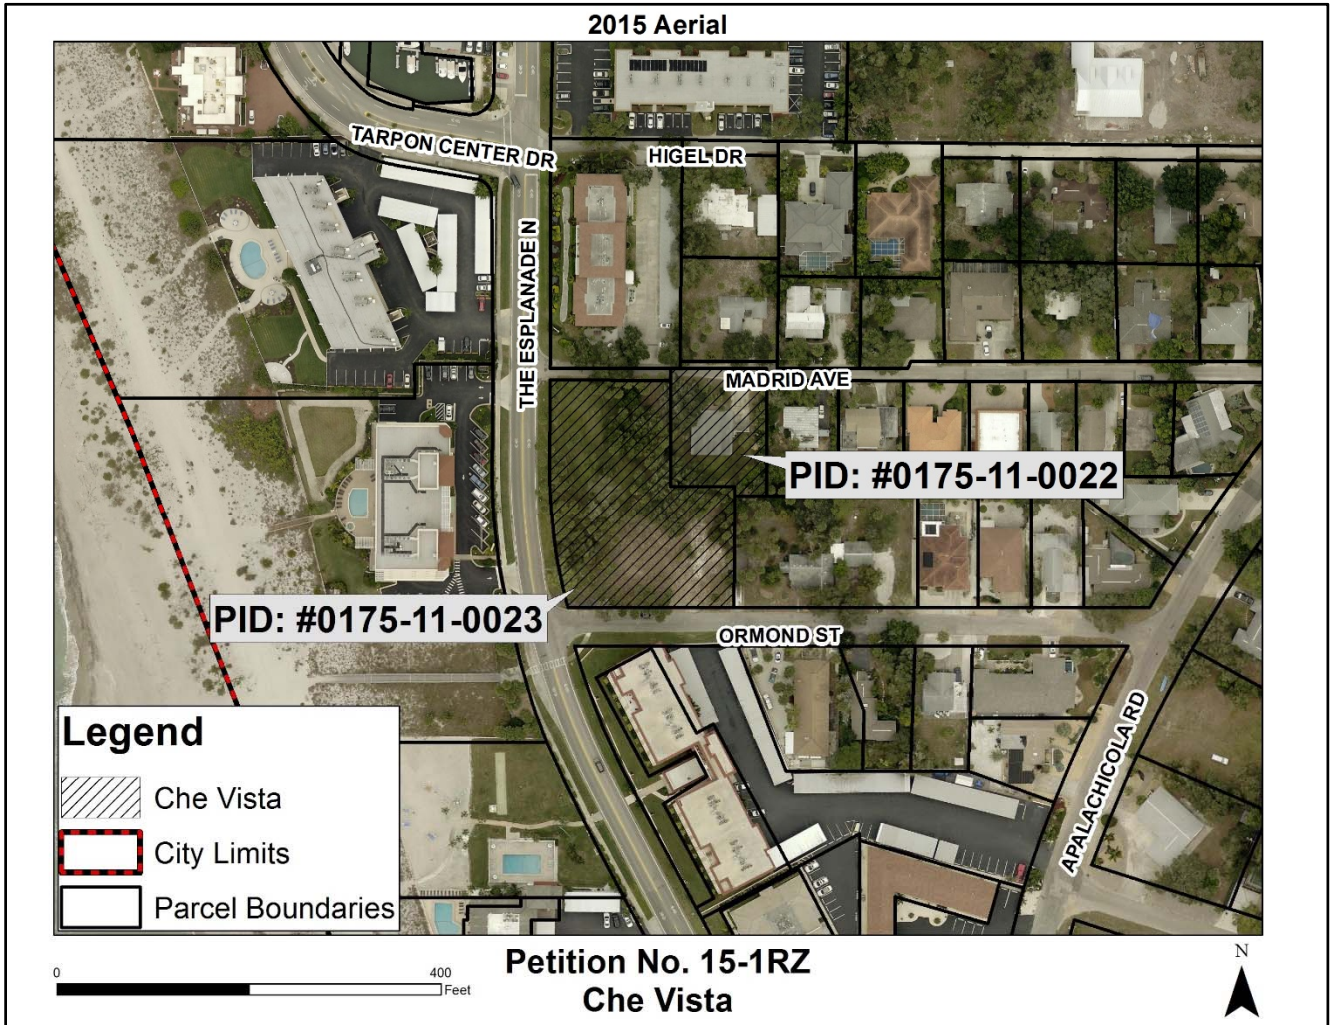 2015 Aerial
TARPON CENTER DR
HIGEL DR
THE ESPLANADE N
MADRID AVE
PID: #0175-11-0022
PID: #0175-11-0023
ORMOND ST
APALACHICOLA RD
Legend
Che Vista
City Limits
Parcel Boundaries
0
400
Feet
Petition No. 15-1RZ
Che Vista
N